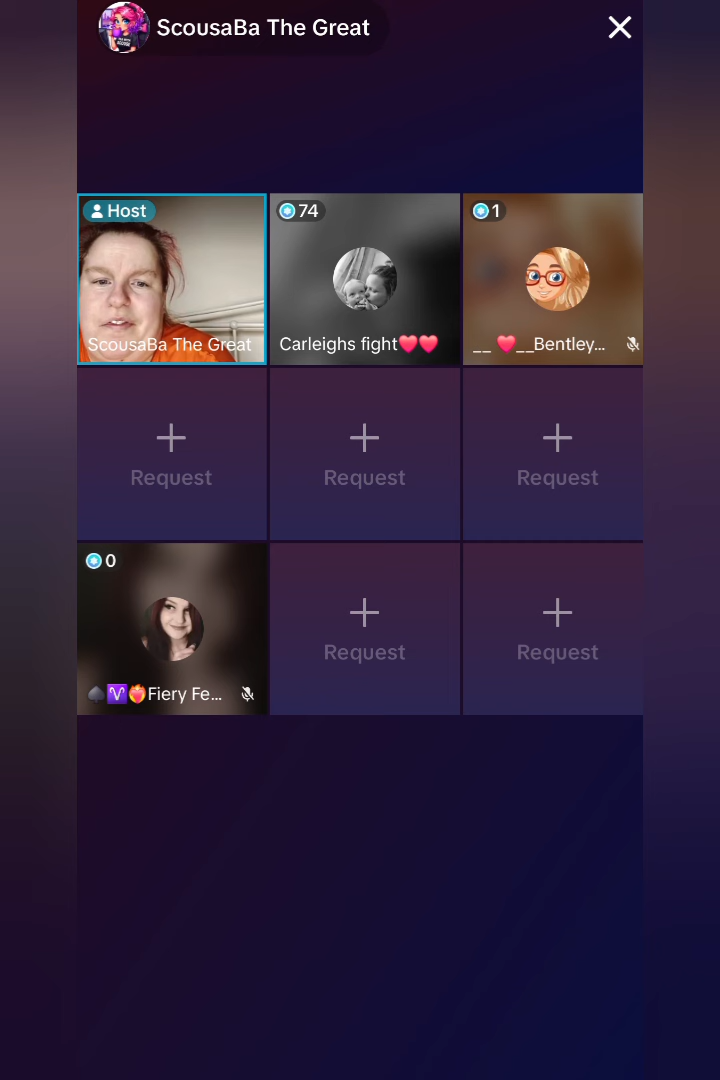 ScousaBa The Great
Host
74
1
ScousaBa The Great
Carleighs fight❤️❤️
__ ❤️__Bentley...
Request
Request
Request
0
♠️♈❤️‍🔥Fiery Fe...
Request
Request